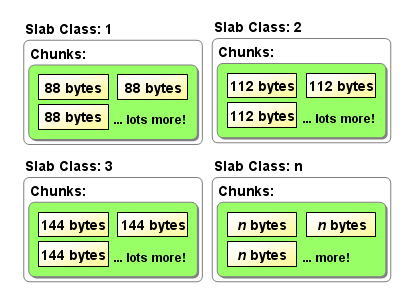 Slab Class: 1
Chunks:
88 bytes 88 bytes
88 bytes ... lots more!
Slab Class: 2
Chunks:
112 bytes 112 bytes
112 bytes ... lots more!
Slab Class: 3
Chunks:
144 bytes 144 bytes
144 bytes ... lots more!
Slab Class: n
Chunks:
n bytes n bytes
n bytes ... more!